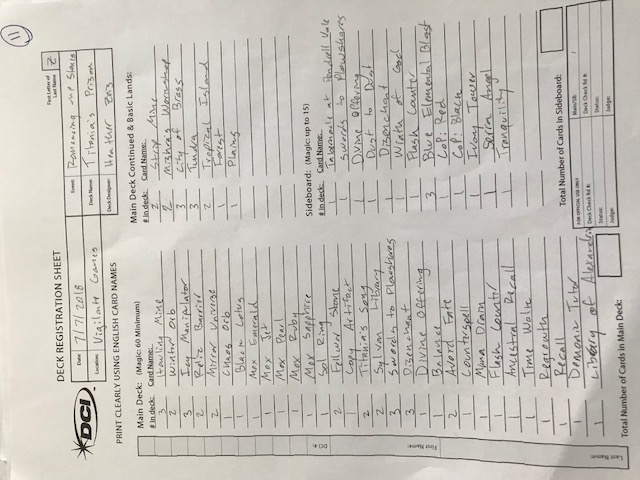 11
DECK REGISTRATION SHEET
DCI
Date: 7/7/2018
Location: Vigilante Games
First Letter of Last Name Z
Event: Romancing the Stones
Deck Name: Titania's Prison
Deck Designer: Heather
PRINT CLEARLY USING ENGLISH CARD NAMES
Main Deck: (Magic: 60 Minimum)
# in deck: Card Name:
3 Howling Mine
2 Winter Orb
3 Icy Manipulator
2 Relic Barrier
2 Mirror Universe
1 Chaos Orb
1 Black Lotus
1 Mox Emerald
1 Mox Jet
1 Mox Pearl
1 Mox Ruby
1 Mox Sapphire
1 Sol Ring
2 Fellwar Stone
1 Copy Artifact
2 Titania's Song
2 Sylvan Library
3 Swords to Plowshares
3 Disenchant
1 Divine Offering
1 Balance
2 Avoid Fate
1 Counterspell
1 Mana Drain
1 Flash Counter
1 Ancestral Recall
1 Time Walk
1 Regrowth
1 Recall
1 Demonic Tutor
1 Library of Alexandria
Total Number of Cards in Main Deck:
Main Deck Continued & Basic Lands:
# in deck: Card Name:
2 Strip Mine
2 Mishra's Workshop
3 City of Brass
3 Tundra
2 Tropical Island
1 Forest
1 Plains
Sideboard: (Magic: up to 15)
# in deck: Card Name:
1 Tabernacle at Pendrell Vale
1 Swords to Plowshares
1 Divine Offering
1 Dust to Dust
1 Disenchant
1 Wrath of God
1 Flash Counter
3 Blue Elemental Blast
1 CoP: Red
1 CoP: Black
1 Ivory Tower
1 Serra Angel
1 Tranquility
Total Number of Cards in Sideboard:
FOR OFFICIAL USE ONLY
Main/SB: /
Deck Check Rd #:
Deck Check Rd #:
Status:
Status:
Judge:
Judge:
DCI #:
First Name:
Last Name: